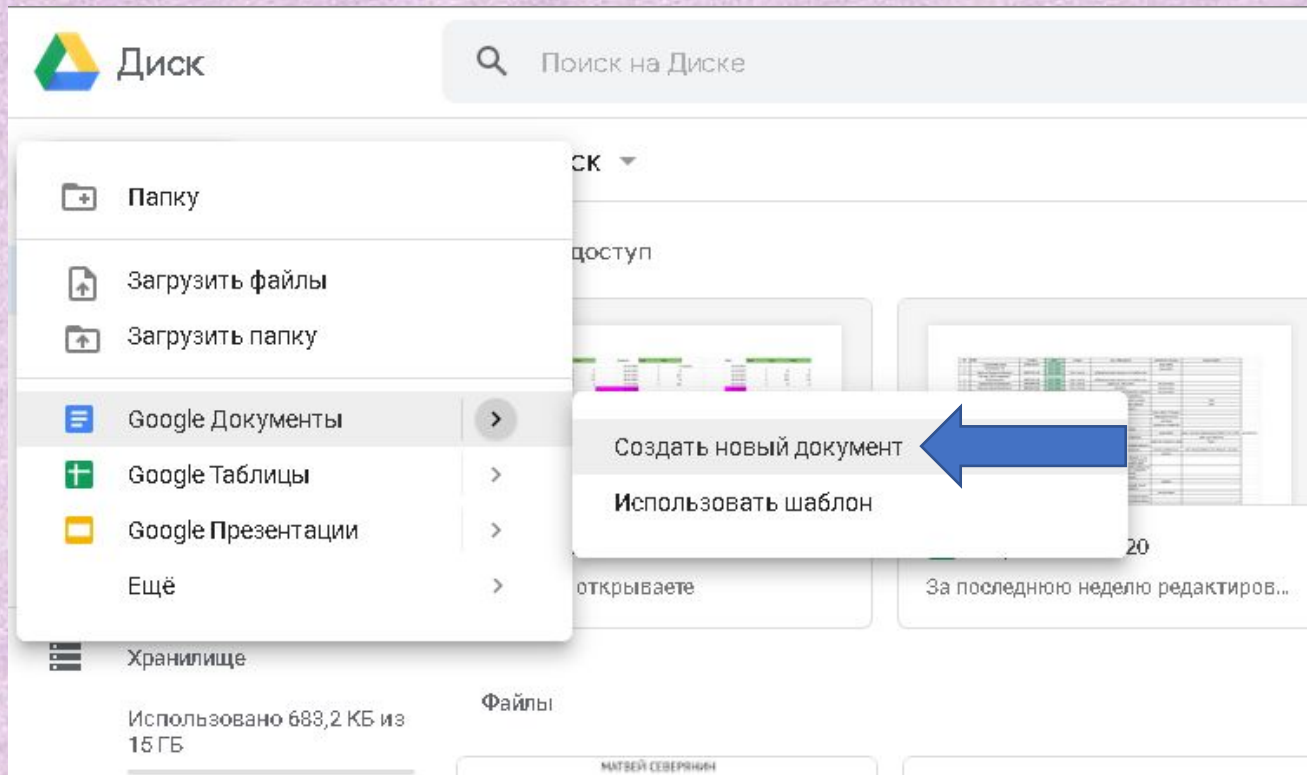 Диск
Поиск на Диске
ск
Папку
доступ
Загрузить файлы
Загрузить папку
Google Документы
Создать новый документ
Google Таблицы
Использовать шаблон
Google Презентации
20
Ещё
открываете
За последнюю неделю редактиров...
Хранилище
Файлы
Использовано 683,2 КБ из
15 ГБ
МАТВЕЙ СЕВЕРЯНИН